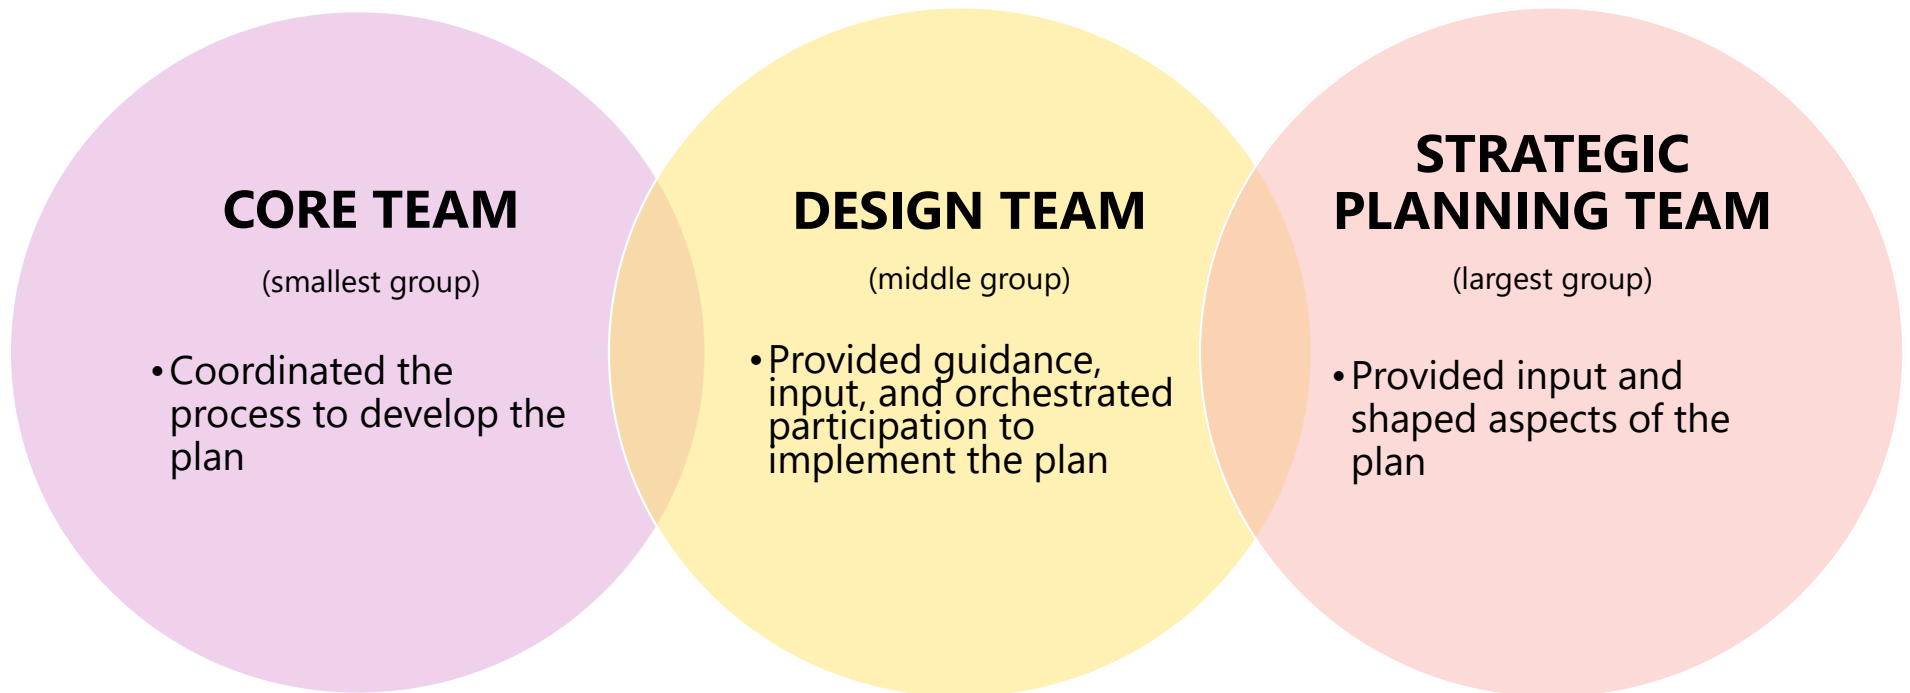 CORE TEAM
(smallest group)
•Coordinated the
process to develop the
plan
DESIGN TEAM
(middle group)
•Provided guidance,
input, and orchestrated
participation to
implement the plan
STRATEGIC
PLANNING TEAM
(largest group)
•Provided input and
shaped aspects of the
plan